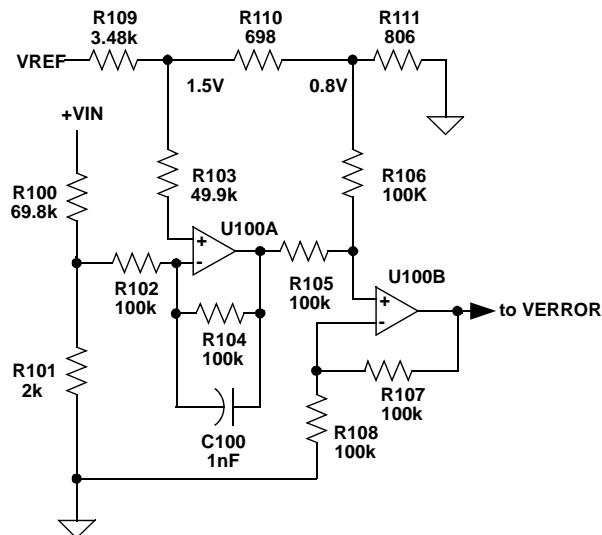 R109
3.48k
R110
698
R111
806
VREF
1.5V
0.8V
+VIN
R100
69.8k
R103
49.9k
R106
100K
U100A
+
-
R102
100k
R105
100k
U100B
+
-
to VERROR
R104
100k
R101
2k
R107
100k
C100
1nF
R108
100k